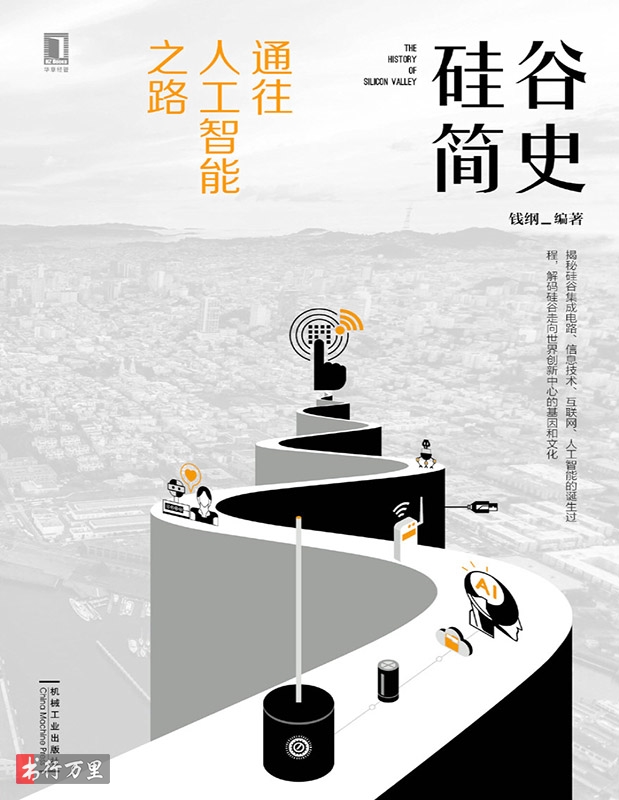 硅谷
简史
THE
HISTORY
OF
SILICON VALLEY
钱纲_编著
通往
人工智能
之路
华章经管
揭秘硅谷集成电路、信息技术、互联网、人工智能的诞生过
程，解码硅谷走向世界创新中心的基因和文化
AI
机械工业出版
China Machine Pre
书行万里